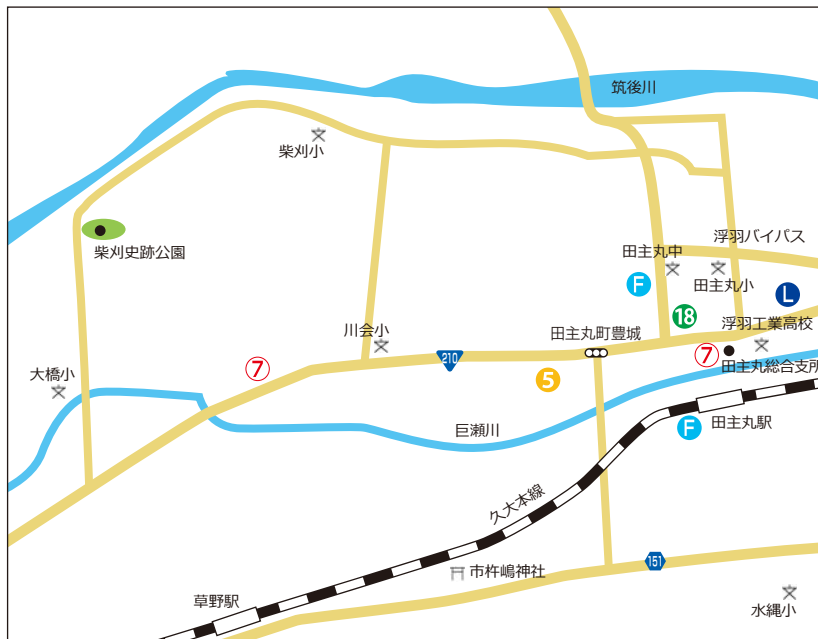 筑後川
柴刈小
柴刈史跡公園
浮羽バイパス
田主丸中
田主丸小
F
L
18
川会小
田主丸町豊城
浮羽工業高校
7
210
7
田主丸総合支所
大橋小
5
巨瀬川
F
田主丸駅
久大本線
151
市杵嶋神社
草野駅
水縄小